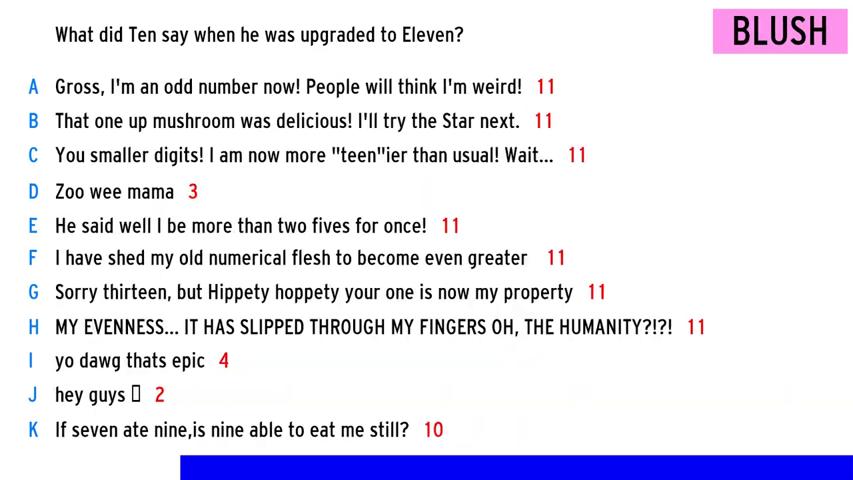 What did Ten say when he was upgraded to Eleven?
BLUSH
A Gross, I'm an odd number now! People will think I'm weird! 11
B That one up mushroom was delicious! I'll try the Star next. 11
C You smaller digits! I am now more "teen"ier than usual! Wait... 11
D Zoo wee mama 3
E He said well I be more than two fives for once! 11
F I have shed my old numerical flesh to become even greater 11
G Sorry thirteen, but Hippety hoppety your one is now my property 11
H MY EVENNESS... IT HAS SLIPPED THROUGH MY FINGERS OH, THE HUMANITY?!?! 11
I yo dawg thats epic 4
J hey guys ▯ 2
K If seven ate nine,is nine able to eat me still? 10